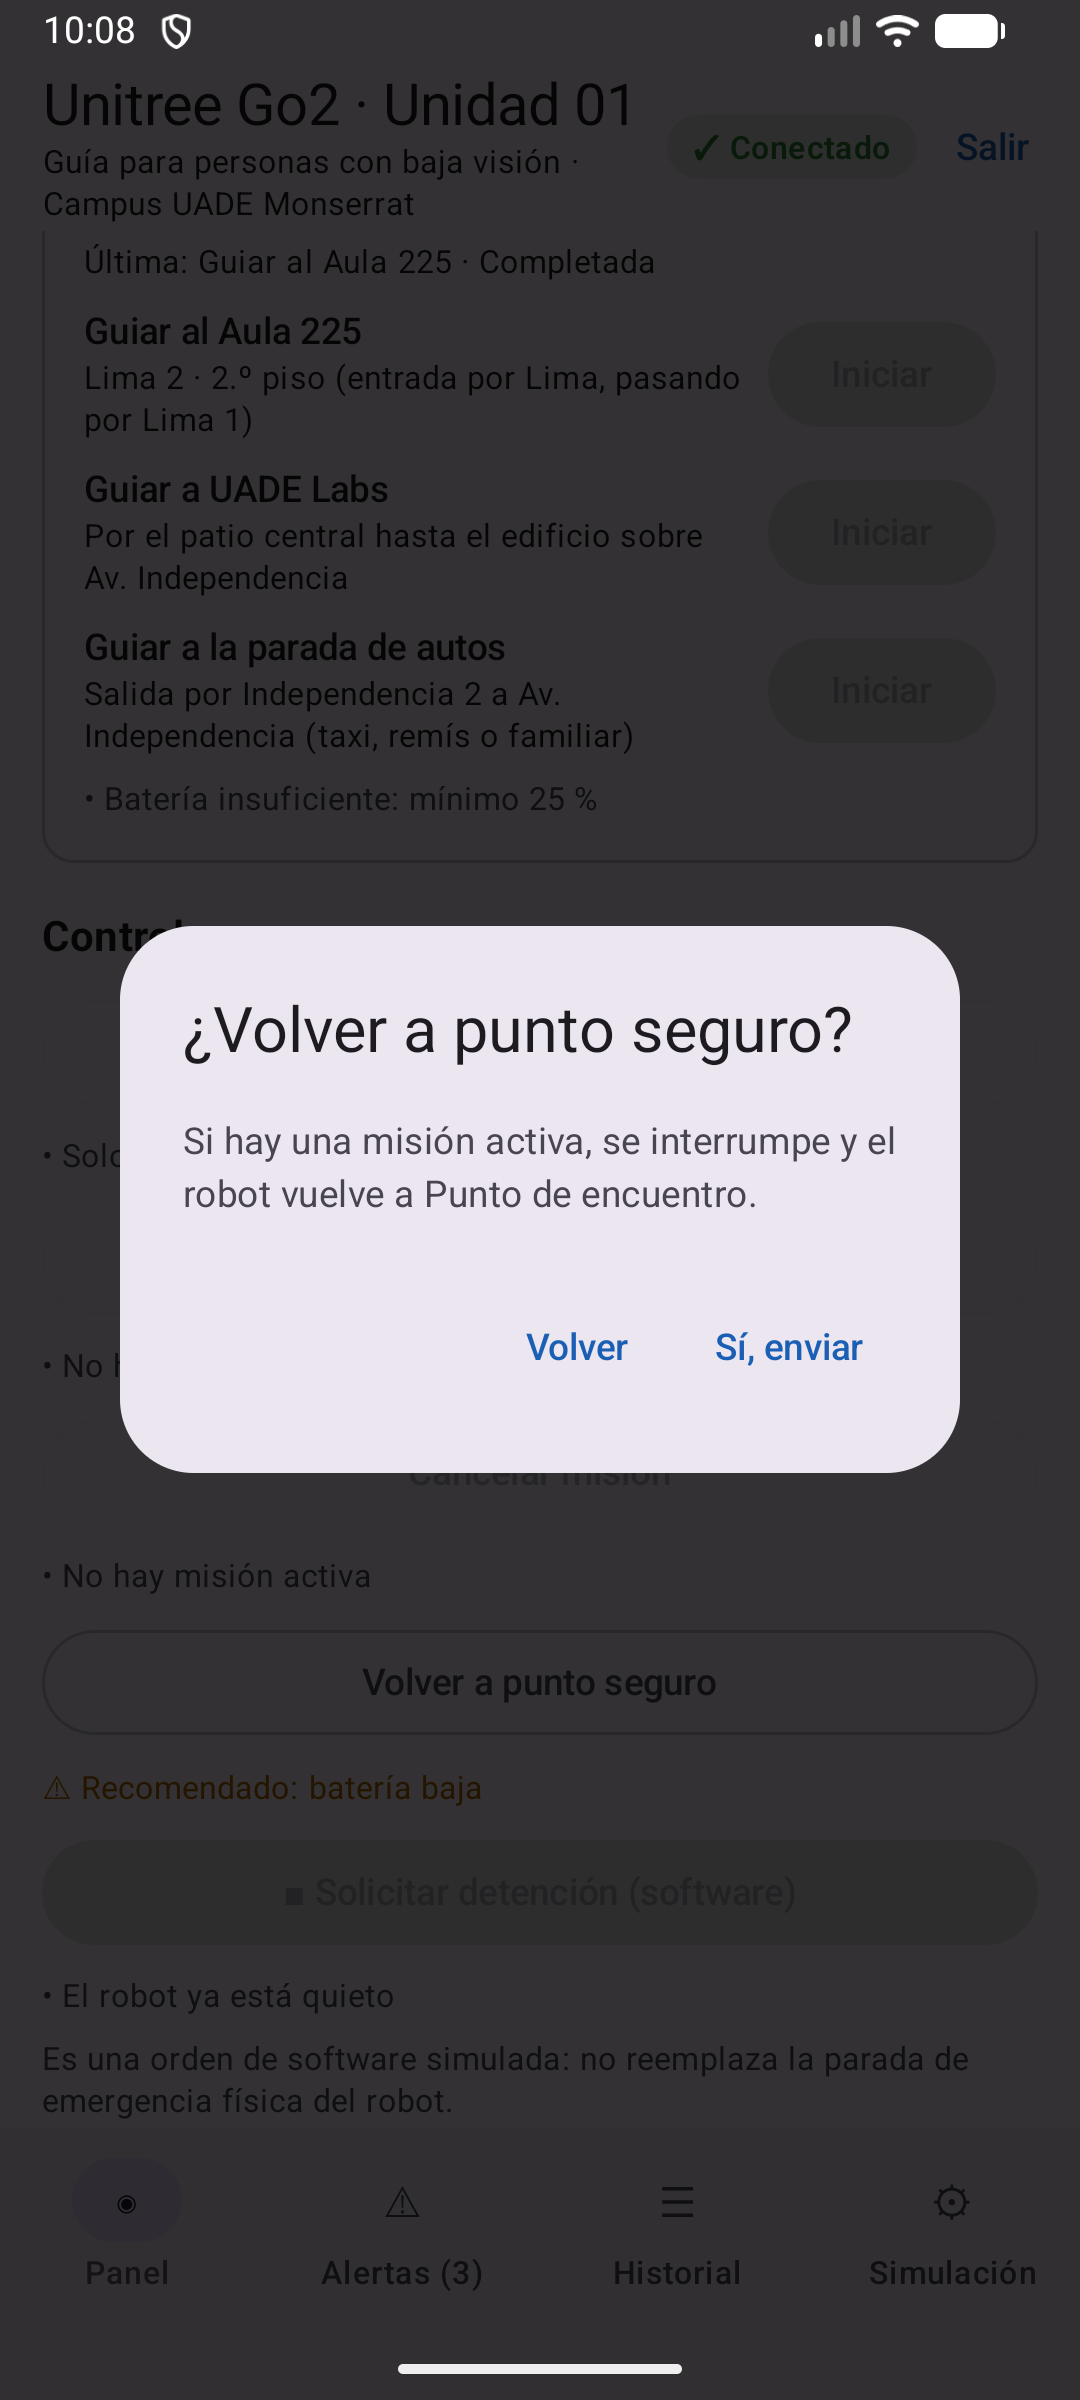 10:08
Unitree Go2 · Unidad 01
Guía para personas con baja visión ·
Campus UADE Monserrat
✓ Conectado
Salir
Última: Guiar al Aula 225 · Completada
Guiar al Aula 225
Lima 2 · 2.º piso (entrada por Lima, pasando
por Lima 1)
Iniciar
Guiar a UADE Labs
Por el patio central hasta el edificio sobre
Av. Independencia
Iniciar
Guiar a la parada de autos
Salida por Independencia 2 a Av.
Independencia (taxi, remís o familiar)
Iniciar
• Batería insuficiente: mínimo 25 %
¿Volver a punto seguro?
Si hay una misión activa, se interrumpe y el
robot vuelve a Punto de encuentro.
Volver
Sí, enviar
• No
Cancelar misión
• No hay misión activa
Volver a punto seguro
⚠ Recomendado: batería baja
■ Solicitar detención (software)
• El robot ya está quieto
Es una orden de software simulada: no reemplaza la parada de
emergencia física del robot.
Panel
Alertas (3)
Historial
Simulación